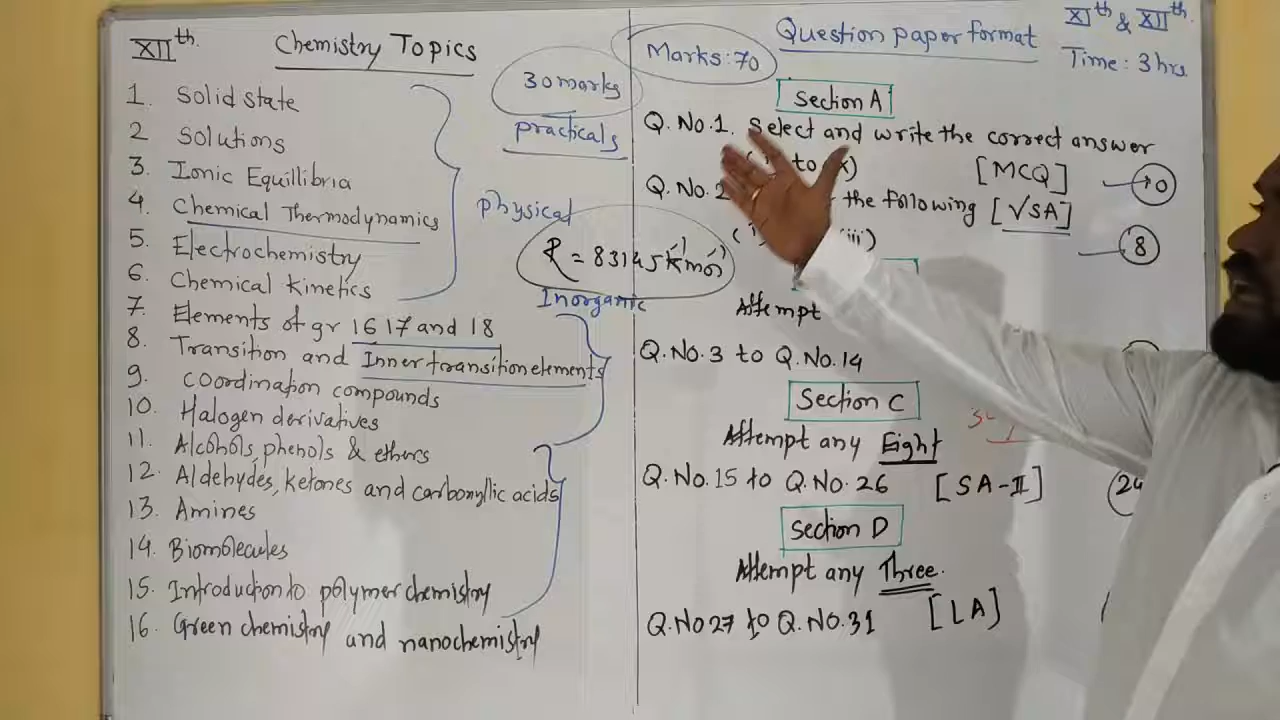 XIIth.
Chemistry Topics
1. Solid state
2 Solutions
3. Ionic Equillibria
4. Chemical Thermodynamics
5. Electrochemistry
6. Chemical kinetics
7. Elements of gr 16 17 and 18
8. Transition and Inner transition elements
9. Coordination compounds
10. Halogen derivatives
11. Alcohols, phenols & ethers
12. Aldehydes, ketones and carboxyllic acids
13. Amines
14. Biomolecules
15. Introduction to polymer chemistry
16. Green chemistry and nanochemistry
30 marks
practicals
physical
Inorganic
Marks: 70
Question paper format
XIth & XIIth.
Time: 3 hrs
Section A
Q. No. 1. Select and write the correct answer
to x) [MCQ]
Q. No. 2 the following [VSA]
8
Attempt
Q. No. 3 to Q. No. 14
Section C
Attempt any Eight
Q. No. 15 to Q. No. 26 [SA-II] 24
Section D
Attempt any Three.
Q. No 27 to Q. No. 31 [LA]